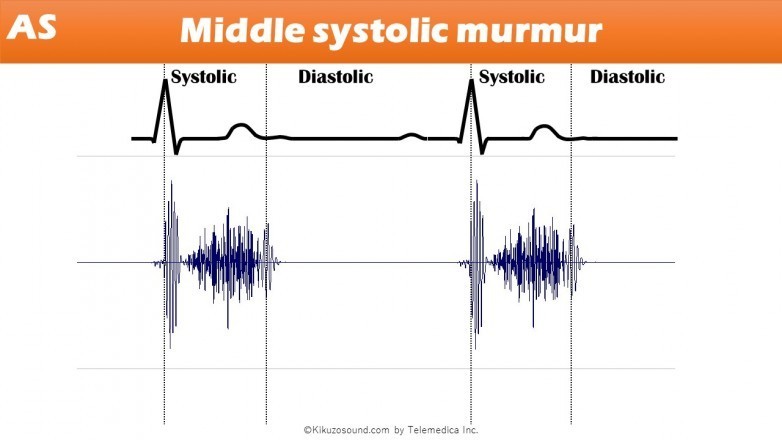 AS
Middle systolic murmur
Systolic Diastolic Systolic Diastolic
©Kikuzosound.com by Telemedica Inc.